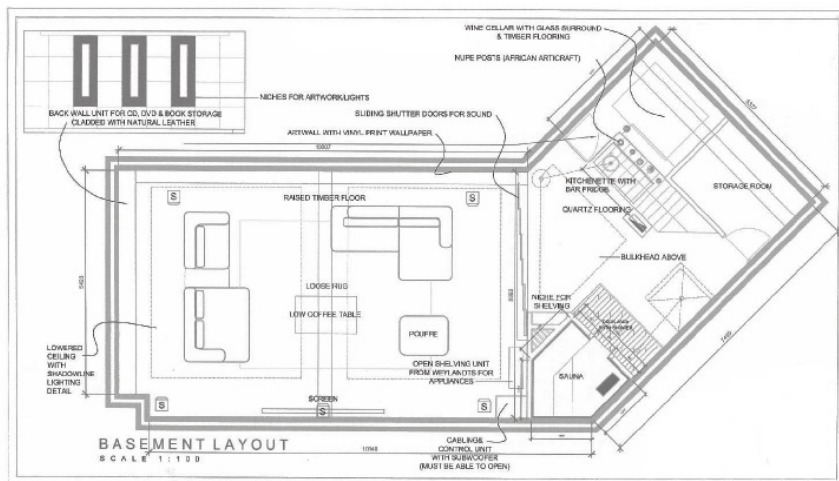 WINE CELLAR WITH GLASS SURROUND
& TIMBER FLOORING
NUPE POSTS (AFRICAN ARTICRAFT)
NICHES FOR ARTWORK/LIGHTS
BACK WALL UNIT FOR CD, DVD & BOOK STORAGE
CLADDED WITH NATURAL LEATHER
SLIDING SHUTTER DOORS FOR SOUND
ARTWALL WITH VINYL PRINT WALLPAPER
KITCHENETTE WITH
BAR FRIDGE
STORAGE ROOM
QUARTZ FLOORING
S
S
RAISED TIMBER FLOOR
BULKHEAD ABOVE
LOOSE RUG
LOW COFFEE TABLE
NICHE FOR
SHELVING
POUFFE
LOWERED
CEILING
WITH
SHADOWLINE
LIGHTING
DETAIL
OPEN SHELVING UNIT
FROM WEYLANDTS FOR
APPLIANCES
SAUNA
SCREEN
S
S
S
BASEMENT LAYOUT
SCALE 1:100
CABLING&
CONTROL UNIT
WITH SUBWOOFER
(MUST BE ABLE TO OPEN)